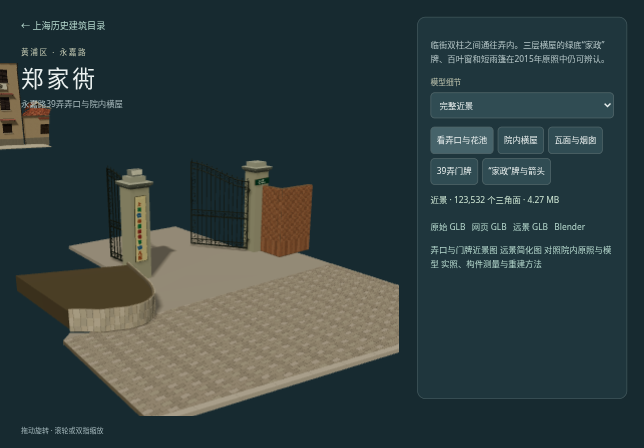 ← 上海历史建筑目录
黄浦区 · 永嘉路
郑家衖
永嘉路39弄弄口与院内横屋
拖动旋转 · 滚轮或双指缩放
临街双柱之间通往弄内。三层横屋的绿底“家政”
牌、百叶窗和短雨篷在2015年原照中仍可辨认。
模型细节
完整近景
看弄口与花池
院内横屋
瓦面与烟囱
39弄门牌
“家政”牌与箭头
近景 · 123,532 个三角面 · 4.27 MB
原始 GLB 网页 GLB 远景 GLB Blender
弄口与门牌近景图 远景简化图 对照院内原照与模
型 实照、构件测量与重建方法